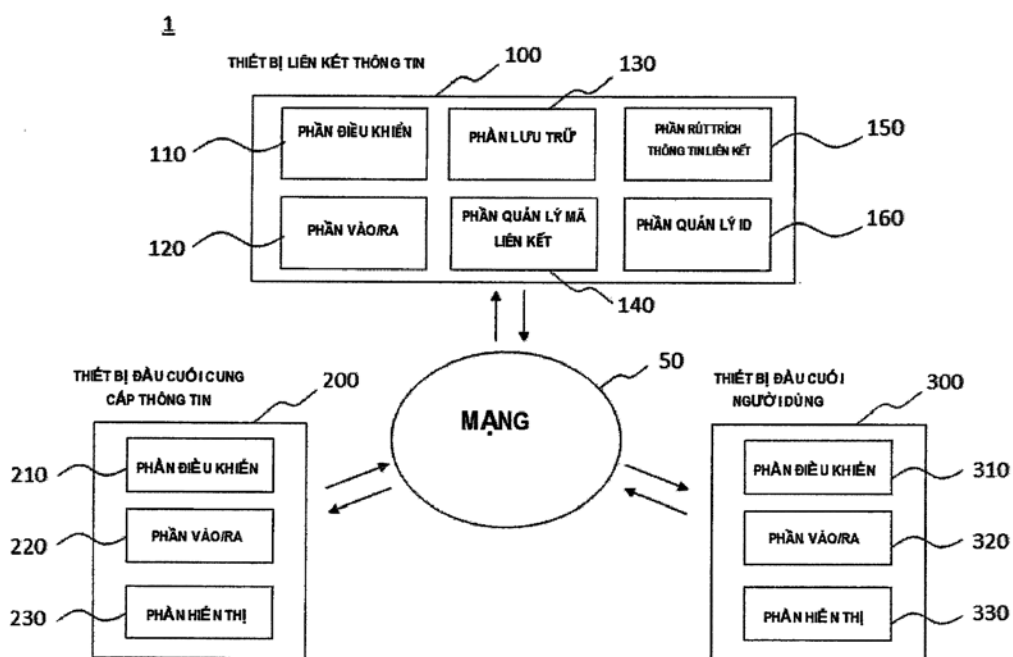 1
THIẾT BỊ LIÊN KẾT THÔNG TIN
100
130
PHẦN ĐIỀU KHIỂN
PHẦN LƯU TRỮ
PHẦN RÚT TRÍCH
THÔNG TIN LIÊN KẾT
150
110
PHẦN VÀO/RA
PHẦN QUẢN LÝ MÃ
LIÊN KẾT
PHẦN QUẢN LÝ ID
160
120
140
50
MẠNG
THIẾT BỊ ĐẦU CUỐI CUNG
CẤP THÔNG TIN
200
THIẾT BỊ ĐẦU CUỐI
NGƯỜI DÙNG
300
210
PHẦN ĐIỀU KHIỂN
PHẦN ĐIỀU KHIỂN
310
220
PHẦN VÀO/RA
PHẦN VÀO/RA
320
230
PHẦN HIỂN THỊ
PHẦN HIỂN THỊ
330